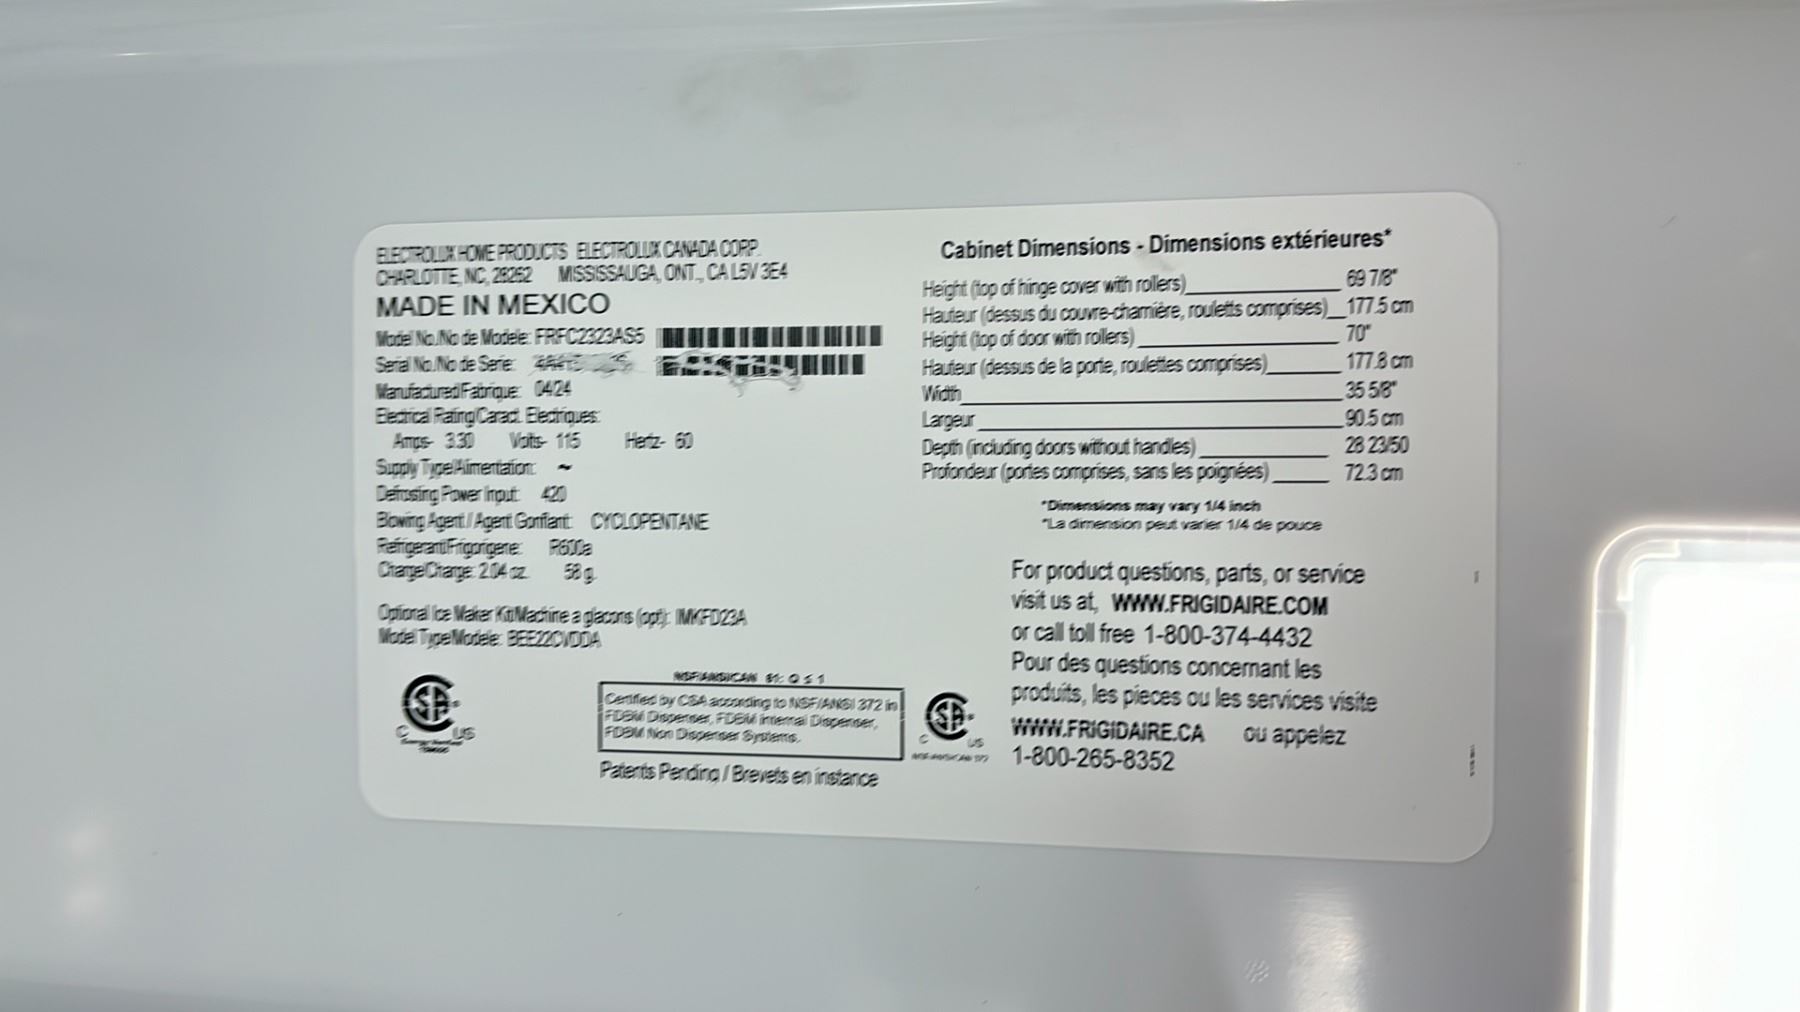 ELECTROLUX HOME PRODUCTS ELECTROLUX CANADA CORP.
CHARLOTTE, NC, 28262 MISSISSAUGA, ONT., CA L5V 3E4
MADE IN MEXICO
Model No./No de Modele: FRFC2323AS5
Serial No./No de Serie:
Manufactured/Fabrique: 04/24
Electrical Rating/Caract. Electriques:
Amps- 3.30 Volts- 115 Hertz- 60
Supply Type/Alimentation: ~
Defrosting Power Input: 420
Blowing Agent / Agent Gonflant: CYCLOPENTANE
Refrigerant/Frigorigene: R600a
Charge/Charge: 2.04 oz. 58 g.
Optional Ice Maker Kit/Machine a glacons (opt): IMKFD23A
Model Type/Modele: BEE22CVDDA
C US
NSF/ANSI/CAN 61: Q ≤ 1
Certified by CSA according to NSF/ANSI 372 in
FDBM Dispenser, FDBM Internal Dispenser,
FDBM Non Dispenser Systems.
Patents Pending / Brevets en instance
Cabinet Dimensions - Dimensions extérieures*
Height (top of hinge cover with rollers) 69 7/8"
Hauteur (dessus du couvre-charnière, rouletts comprises) 177.5 cm
Height (top of door with rollers) 70"
Hauteur (dessus de la porte, roulettes comprises) 177.8 cm
Width 35 5/8"
Largeur 90.5 cm
Depth (including doors without handles) 28 23/50
Profondeur (portes comprises, sans les poignées) 72.3 cm
*Dimensions may vary 1/4 inch
*La dimension peut varier 1/4 de pouce
For product questions, parts, or service
visit us at, WWW.FRIGIDAIRE.COM
or call toll free 1-800-374-4432
Pour des questions concernant les
produits, les pieces ou les services visite
WWW.FRIGIDAIRE.CA ou appelez
1-800-265-8352
C US
NSF/ANSI/CAN 372